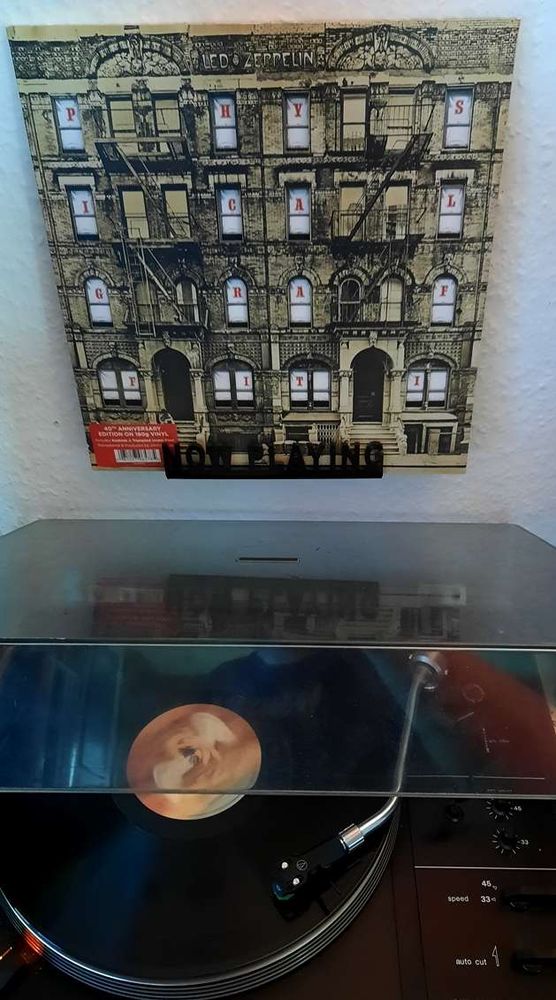 LED ZEPPELIN
P H Y S
I C A L
G R A F
F I T I
40TH ANNIVERSARY
EDITION ON 180g VINYL
NOW PLAYING
45
33
45
speed 33
auto cut